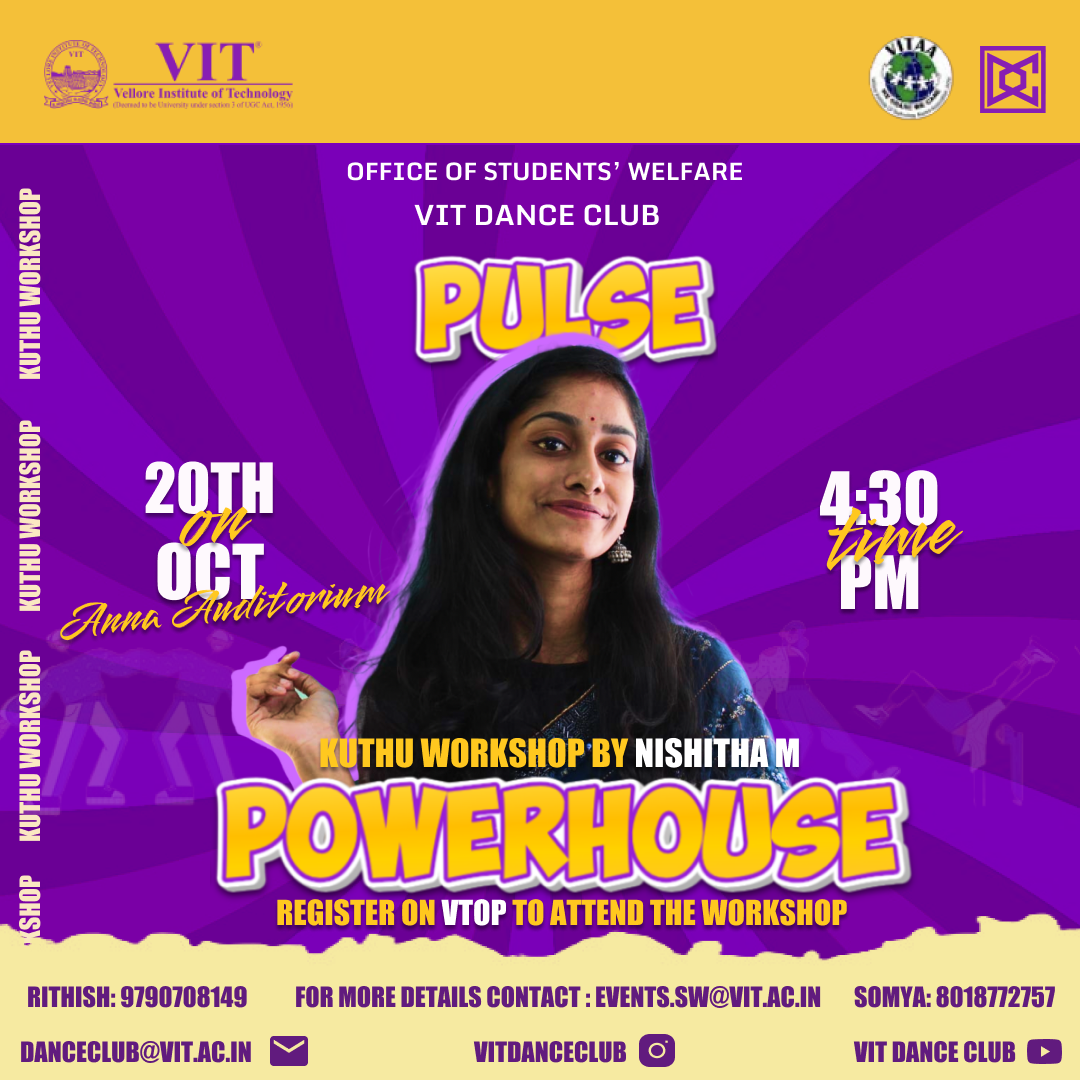 VIT
VIT®
Vellore Institute of Technology
(Deemed to be University under section 3 of UGC Act, 1956)
VITAA
OFFICE OF STUDENTS’ WELFARE
VIT DANCE CLUB
PULSE
20TH
on
OCT
Anna Auditorium
4:30
time
PM
KUTHU WORKSHOP
KUTHU WORKSHOP
KUTHU WORKSHOP
KSHOP
KUTHU WORKSHOP BY NISHITHA M
POWERHOUSE
REGISTER ON VTOP TO ATTEND THE WORKSHOP
RITHISH: 9790708149
FOR MORE DETAILS CONTACT : EVENTS.SW@VIT.AC.IN
SOMYA: 8018772757
DANCECLUB@VIT.AC.IN
VITDANCECLUB
VIT DANCE CLUB